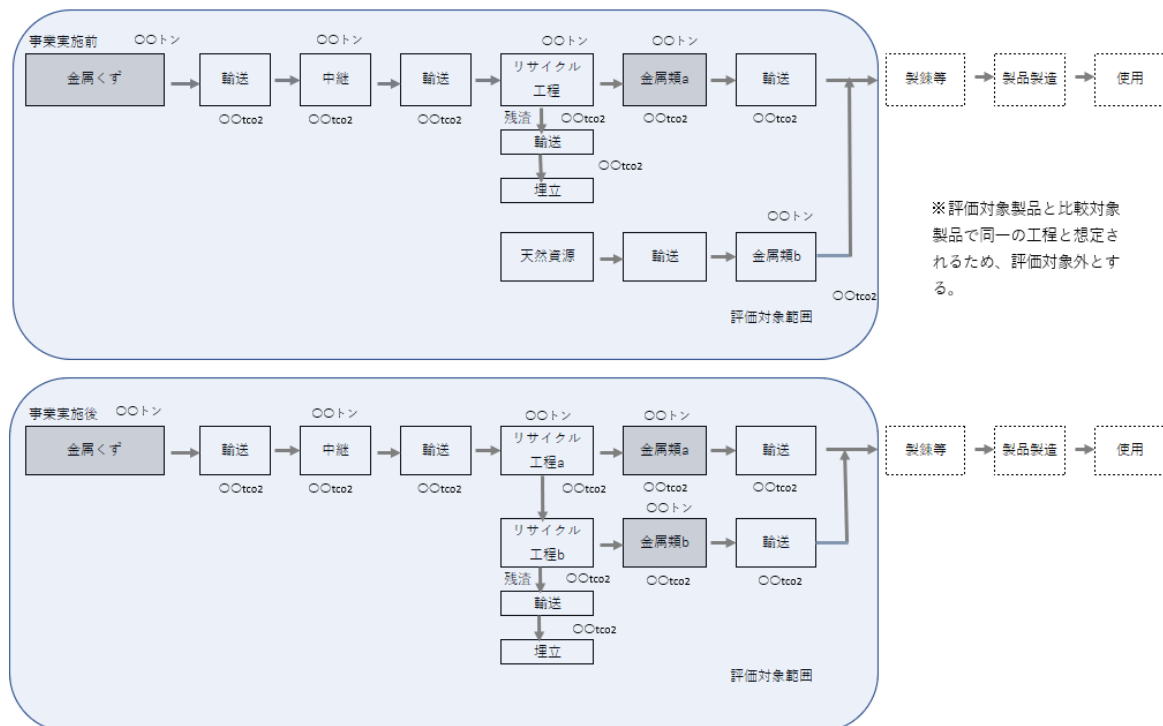 事業実施前
〇〇トン
〇〇トン
〇〇トン
〇〇トン
金属くず
輸送
中継
輸送
リサイクル
工程
金属類a
輸送
製錬等
製品製造
使用
〇〇tco2
〇〇tco2
〇〇tco2
残渣
〇〇tco2
〇〇tco2
〇〇tco2
輸送
〇〇tco2
埋立
〇〇トン
天然資源
輸送
金属類b
〇〇tco2
評価対象範囲
※評価対象製品と比較対象
製品で同一の工程と想定さ
れるため、評価対象外とす
る。
事業実施後
〇〇トン
〇〇トン
〇〇トン
〇〇トン
金属くず
輸送
中継
輸送
リサイクル
工程a
金属類a
輸送
製錬等
製品製造
使用
〇〇tco2
〇〇tco2
〇〇tco2
〇〇tco2
〇〇tco2
〇〇tco2
〇〇トン
リサイクル
工程b
金属類b
輸送
残渣
〇〇tco2
〇〇tco2
〇〇tco2
輸送
〇〇tco2
埋立
評価対象範囲